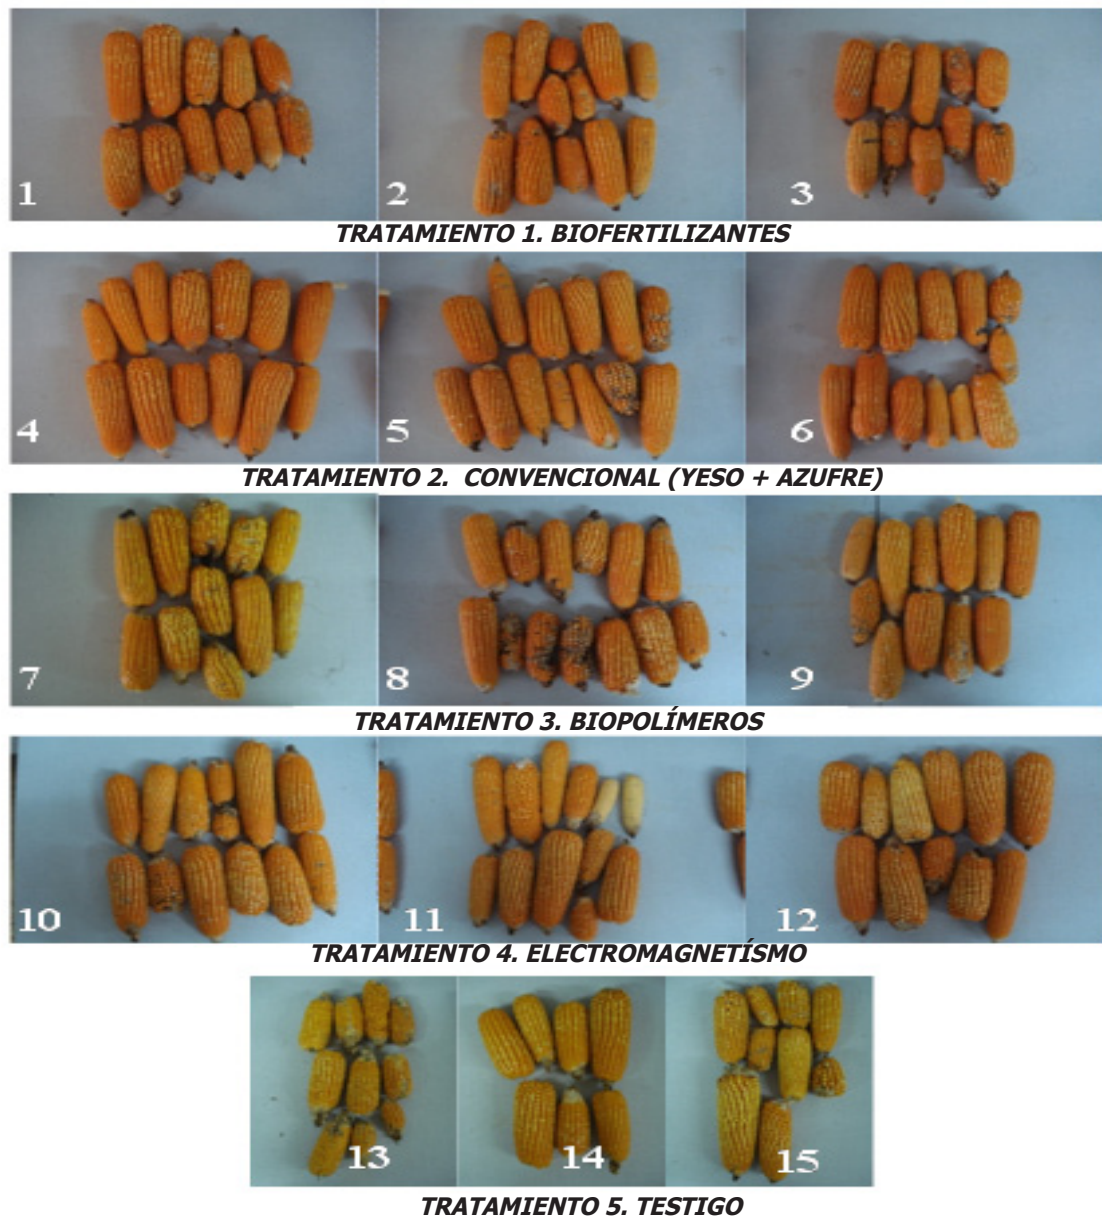 1 2 3
TRATAMIENTO 1. BIOFERTILIZANTES
4 5 6
TRATAMIENTO 2. CONVENCIONAL (YESO + AZUFRE)
7 8 9
TRATAMIENTO 3. BIOPOLÍMEROS
10 11 12
TRATAMIENTO 4. ELECTROMAGNETÍSMO
13 14 15
TRATAMIENTO 5. TESTIGO